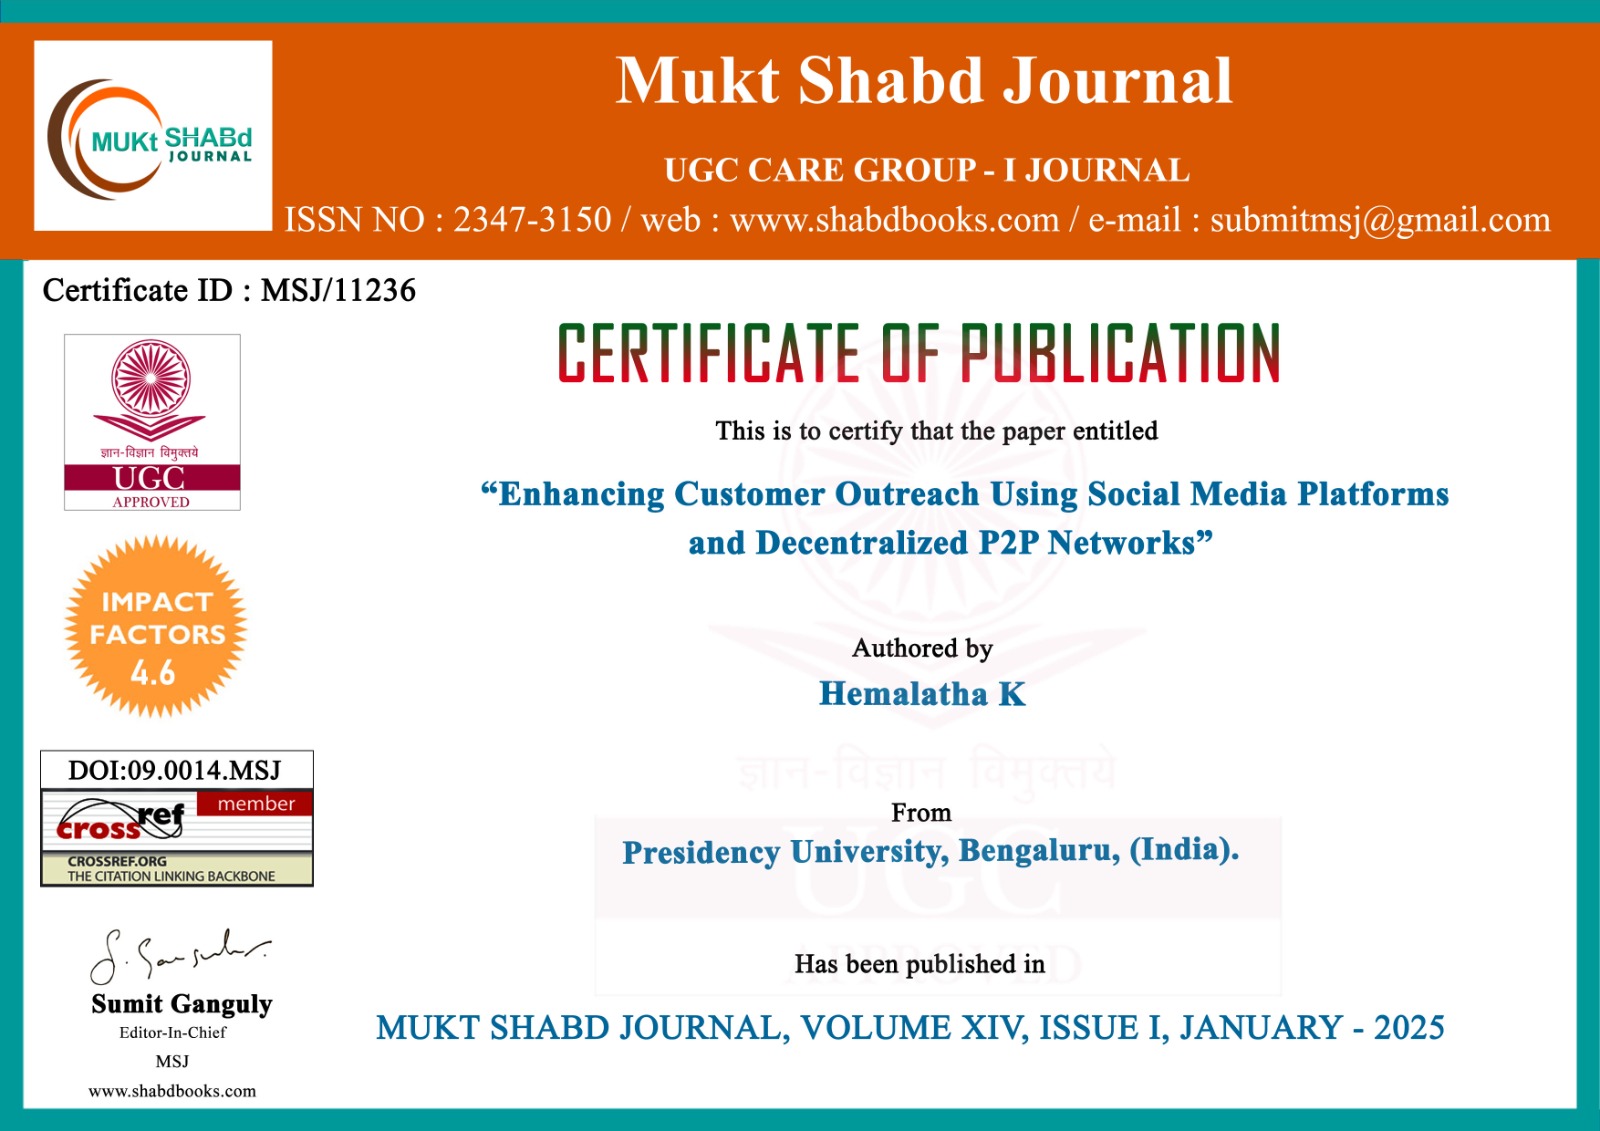 MUKt SHABd
JOURNAL
Mukt Shabd Journal
UGC CARE GROUP - I JOURNAL
ISSN NO : 2347-3150 / web : www.shabdbooks.com / e-mail : submitmsj@gmail.com
Certificate ID : MSJ/11236
ज्ञान-विज्ञान विमुक्तये
UGC
APPROVED
IMPACT
FACTORS
4.6
DOI:09.0014.MSJ
crossref
member
CROSSREF.ORG
THE CITATION LINKING BACKBONE
S. Ganguly
Sumit Ganguly
Editor-In-Chief
MSJ
www.shabdbooks.com
CERTIFICATE OF PUBLICATION
This is to certify that the paper entitled
“Enhancing Customer Outreach Using Social Media Platforms
and Decentralized P2P Networks”
Authored by
Hemalatha K
ज्ञान-विज्ञान विमुक्तये
From
Presidency University, Bengaluru, (India).
UGC
APPROVED
Has been published in
MUKT SHABD JOURNAL, VOLUME XIV, ISSUE I, JANUARY - 2025